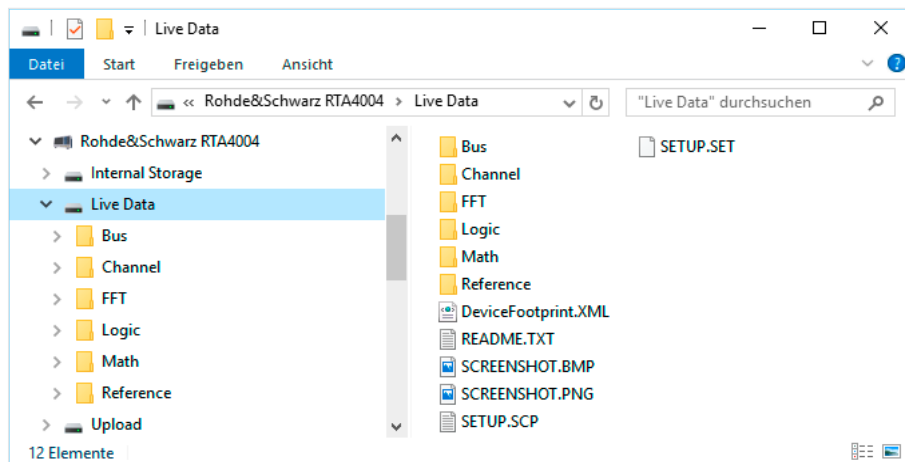 Live Data
Datei Start Freigeben Ansicht
« Rohde&Schwarz RTA4004 > Live Data "Live Data" durchsuchen
Rohde&Schwarz RTA4004
Internal Storage
Live Data
Bus
Channel
FFT
Logic
Math
Reference
Upload
Bus
Channel
FFT
Logic
Math
Reference
DeviceFootprint.XML
README.TXT
SCREENSHOT.BMP
SCREENSHOT.PNG
SETUP.SCP
SETUP.SET
12 Elemente